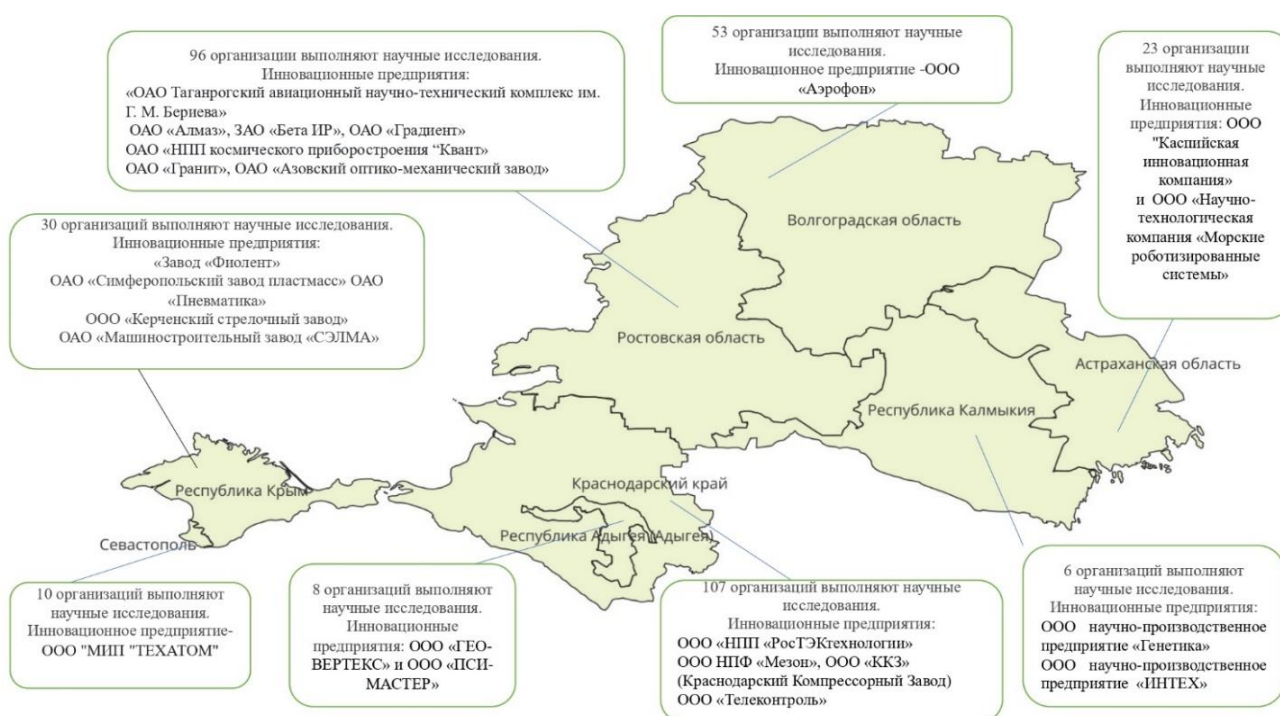 96 организации выполняют научные исследования.
Инновационные предприятия:
«ОАО Таганрогский авиационный научно-технический комплекс им.
Г. М. Бериева»
ОАО «Алмаз», ЗАО «Бета ИР», ОАО «Градиент»
ОАО «НПП космического приборостроения “Квант»
ОАО «Гранит», ОАО «Азовский оптико-механический завод»
53 организации выполняют научные
исследования.
Инновационное предприятие -ООО
«Аэрофон»
23 организации
выполняют научные
исследования.
Инновационные
предприятия: ООО
"Каспийская
инновационная
компания»
и ООО «Научно-
технологическая
компания «Морские
роботизированные
системы»
30 организаций выполняют научные исследования.
Инновационные предприятия:
«Завод «Фиолент»
ОАО «Симферопольский завод пластмасс» ОАО
«Пневматика»
ООО «Керченский стрелочный завод»
ОАО «Машиностроительный завод «СЭЛМА»
Волгоградская область
Ростовская область
Астраханская область
Республика Калмыкия
Краснодарский край
Республика Крым
Республика Адыгея (Адыгея)
Севастополь
10 организаций выполняют
научные исследования.
Инновационное предприятие-
ООО "МИП "ТЕХАТОМ"
8 организаций выполняют
научные исследования.
Инновационные
предприятия: ООО «ГЕО-
ВЕРТЕКС» и ООО «ПСИ-
МАСТЕР»
107 организаций выполняют научные
исследования.
Инновационные предприятия:
ООО «НПП «РосТЭКтехнологии»
ООО НПФ «Мезон», ООО «ККЗ»
(Краснодарский Компрессорный Завод)
ООО «Телеконтроль»
6 организаций выполняют
научные исследования.
Инновационные предприятия:
ООО научно-производственное
предприятие «Генетика»
ООО научно-производственное
предприятие «ИНТЕХ»